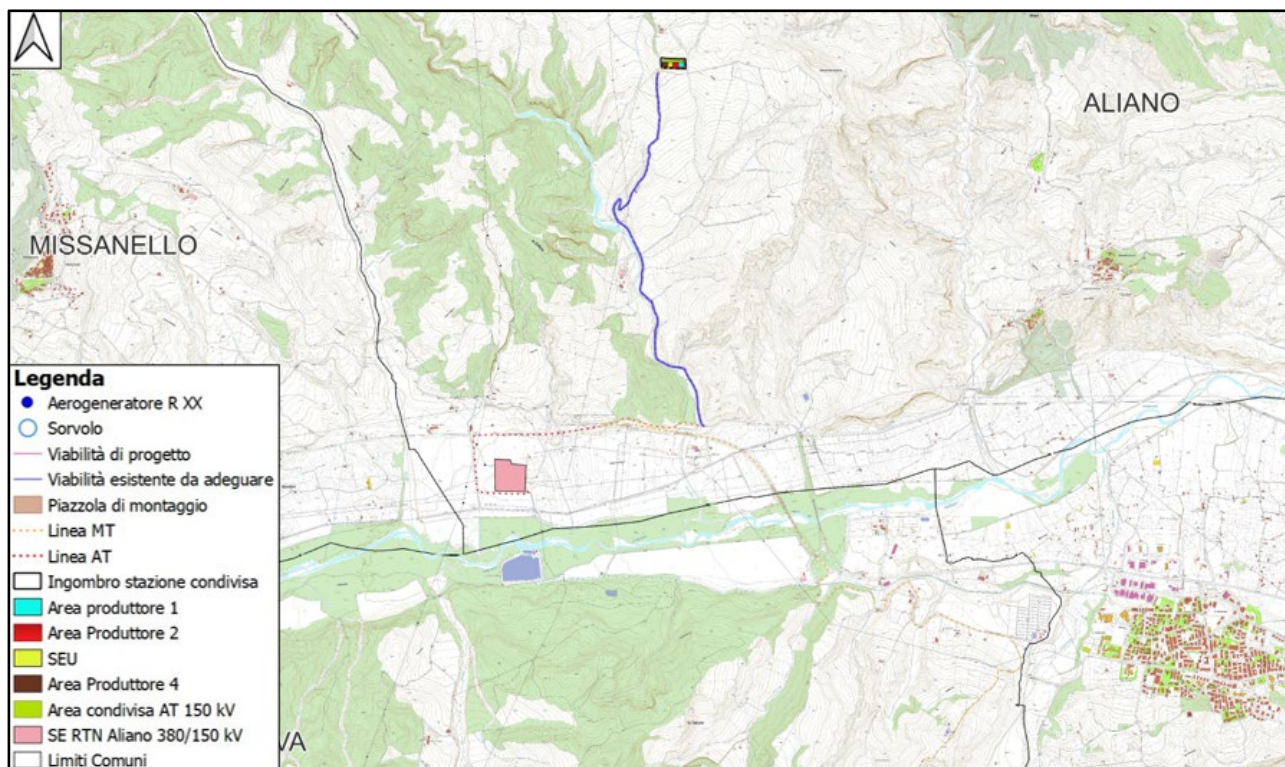 ALIANO
MISSANELLO
Legenda
Aerogeneratore R XX
Sorvolo
Viabilità di progetto
Viabilità esistente da adeguare
Piazzola di montaggio
Linea MT
Linea AT
Ingombro stazione condivisa
Area produttore 1
Area Produttore 2
SEU
Area Produttore 4
Area condivisa AT 150 kV
SE RTN Aliano 380/150 kV
Limiti Comuni
VA